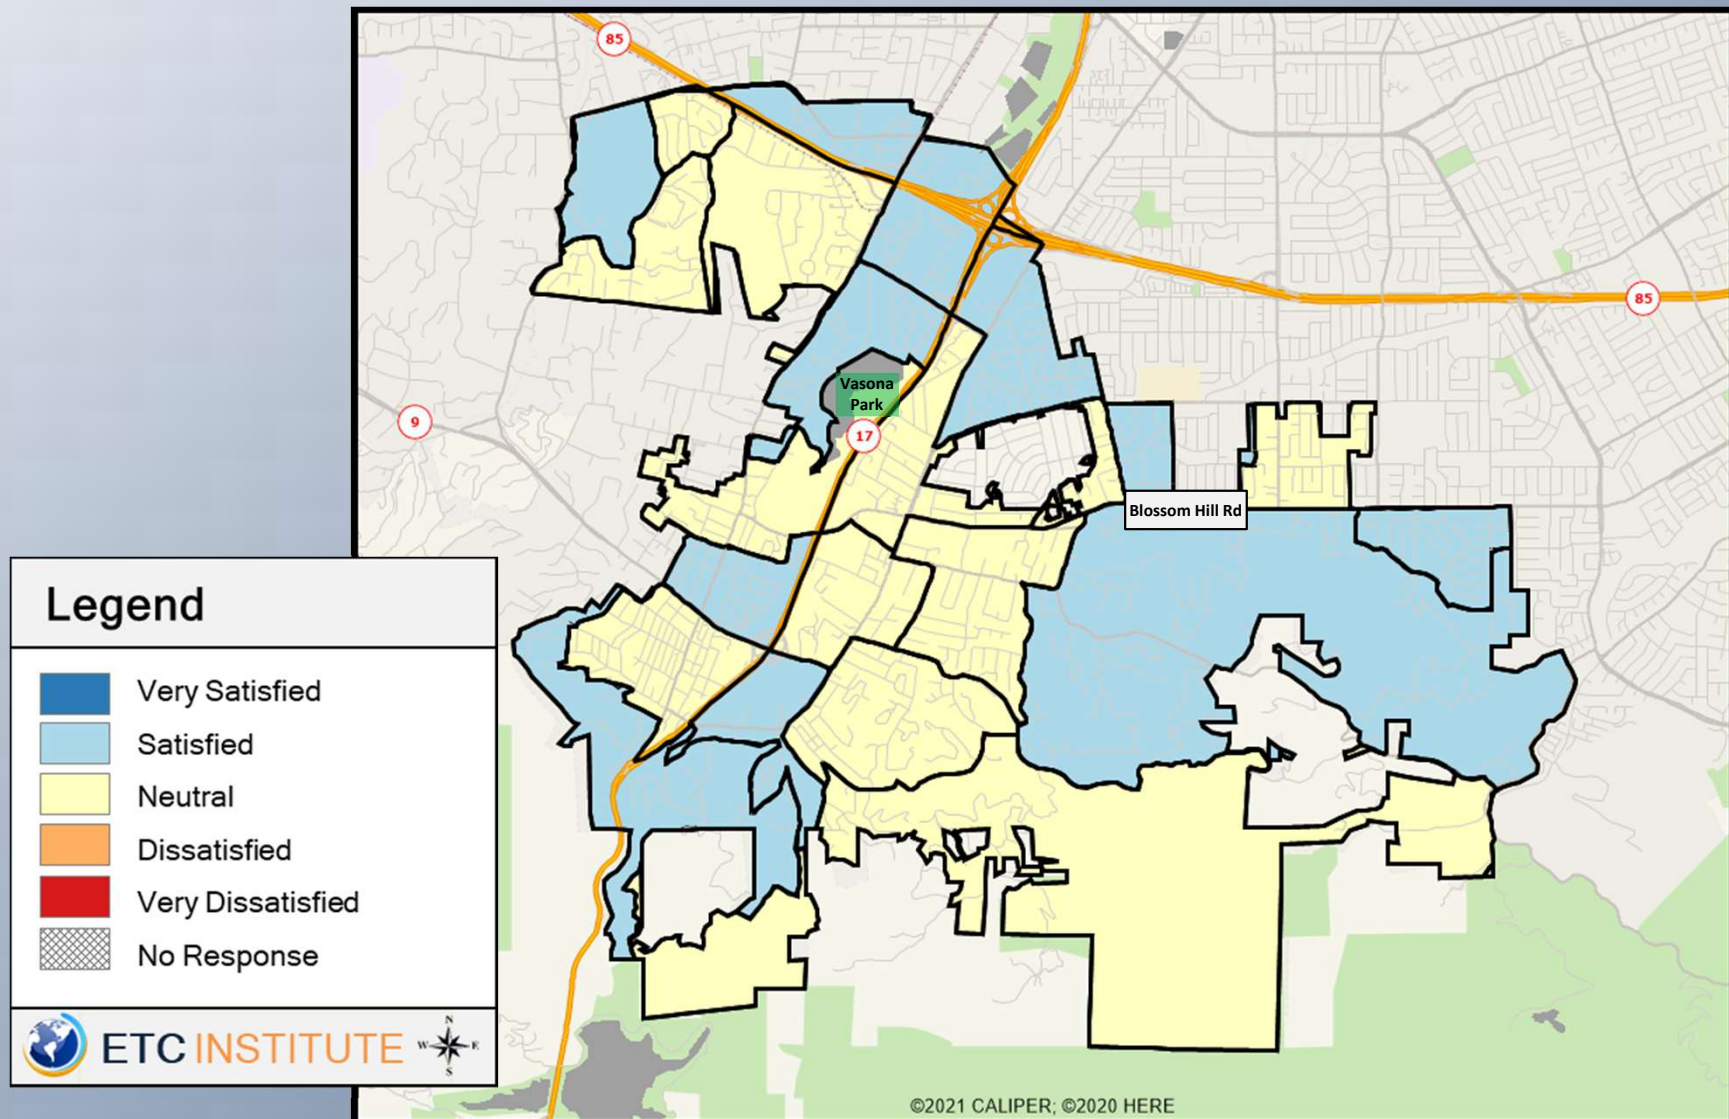 85
85
9
Vasona
Park
17
Blossom Hill Rd
Legend
Very Satisfied
Satisfied
Neutral
Dissatisfied
Very Dissatisfied
No Response
ETC INSTITUTE
N
W E
S
©2021 CALIPER; ©2020 HERE